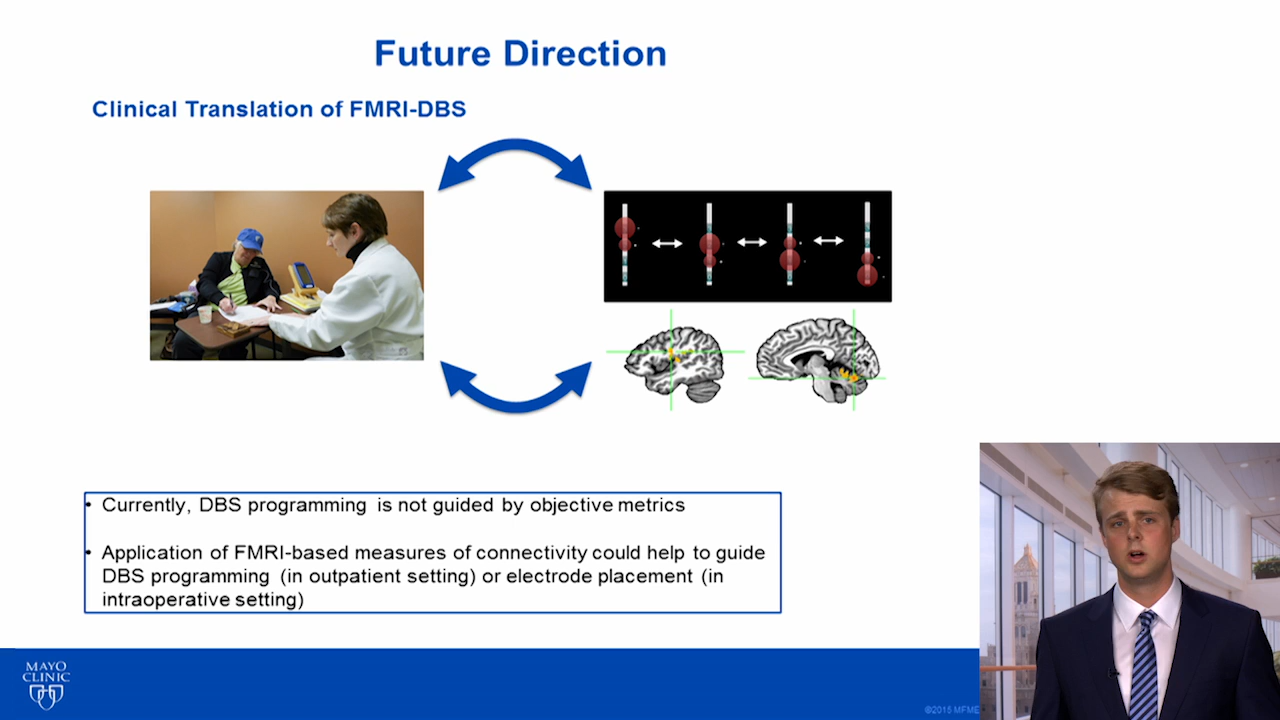 Future Direction
Clinical Translation of FMRI-DBS
• Currently, DBS programming is not guided by objective metrics
• Application of FMRI-based measures of connectivity could help to guide
DBS programming (in outpatient setting) or electrode placement (in
intraoperative setting)
MAYO
CLINIC
©2015 MFME